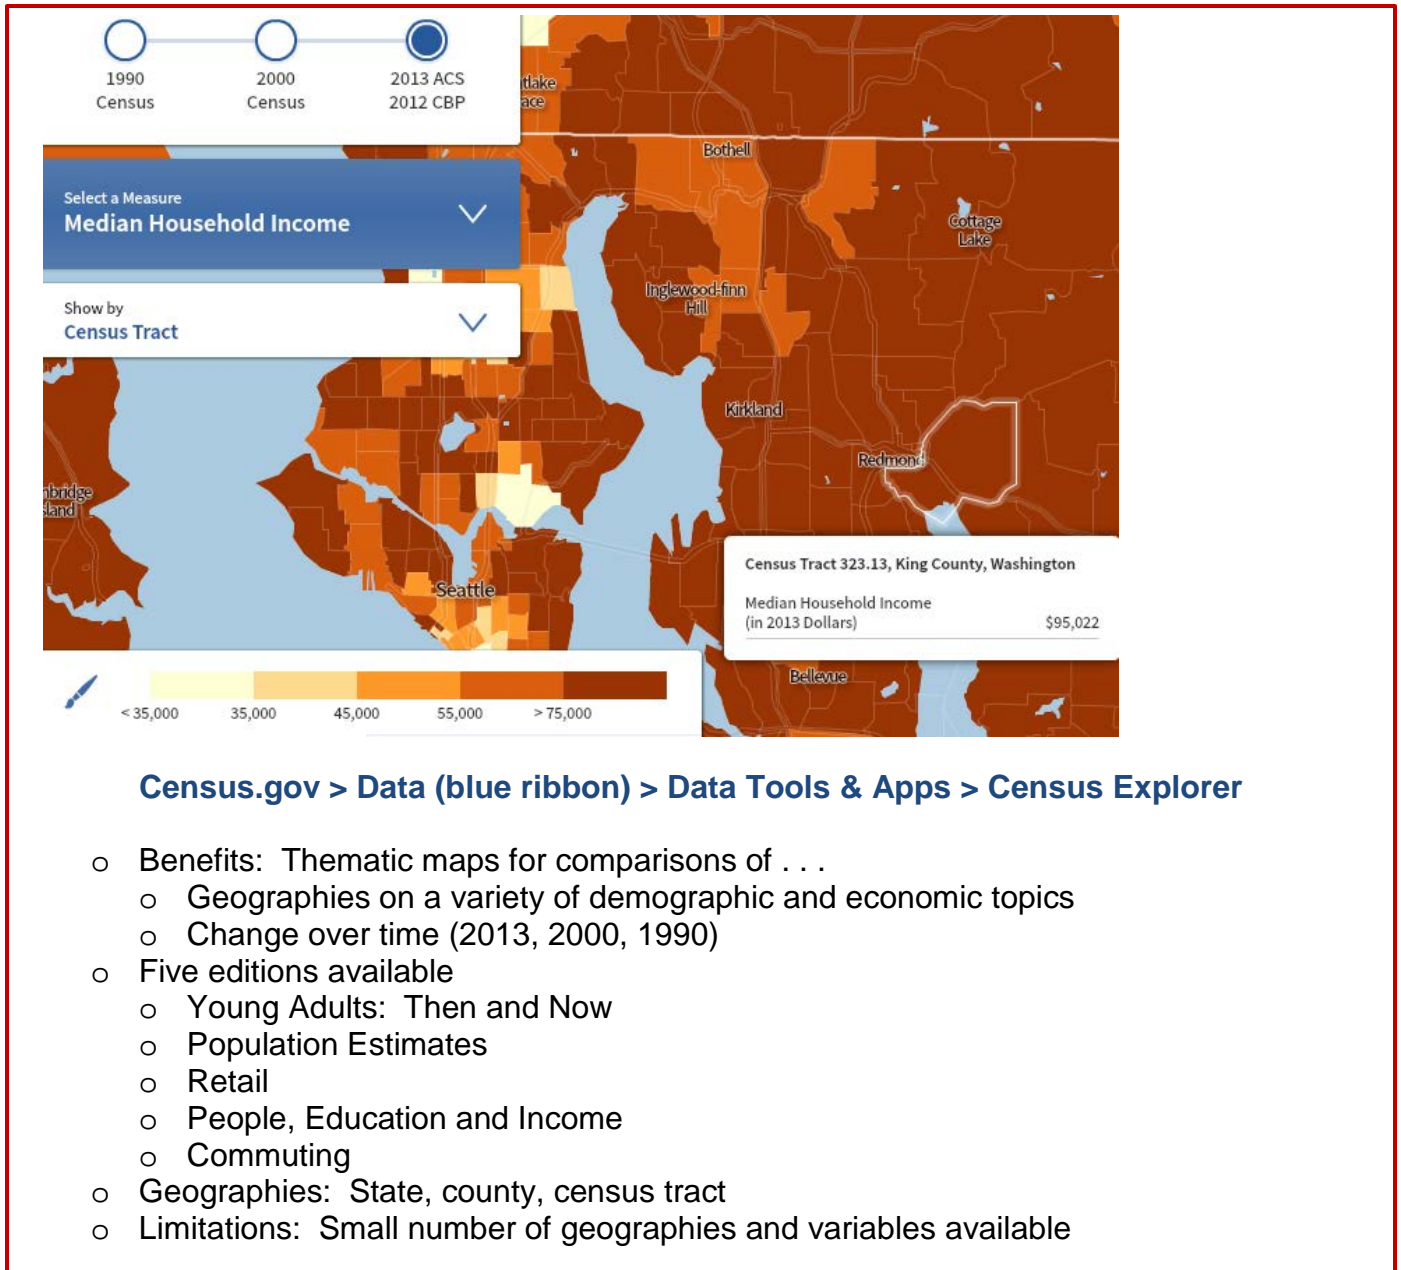 1990
Census
2000
Census
2013 ACS
2012 CBP
tlake
ace
Bothell
Select a Measure
Median Household Income
Cottage
Lake
Inglewood-finn
Hill
Show by
Census Tract
Kirkland
Redmond
nbridge
sland
Census Tract 323.13, King County, Washington
Seattle
Median Household Income
(in 2013 Dollars) $95,022
Bellevue
< 35,000 35,000 45,000 55,000 > 75,000
Census.gov > Data (blue ribbon) > Data Tools & Apps > Census Explorer
o Benefits: Thematic maps for comparisons of . . .
o Geographies on a variety of demographic and economic topics
o Change over time (2013, 2000, 1990)
o Five editions available
o Young Adults: Then and Now
o Population Estimates
o Retail
o People, Education and Income
o Commuting
o Geographies: State, county, census tract
o Limitations: Small number of geographies and variables available